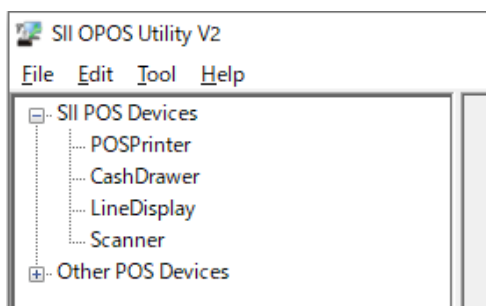 SII OPOS Utility V2
File Edit Tool Help
SII POS Devices
POSPrinter
CashDrawer
LineDisplay
Scanner
Other POS Devices